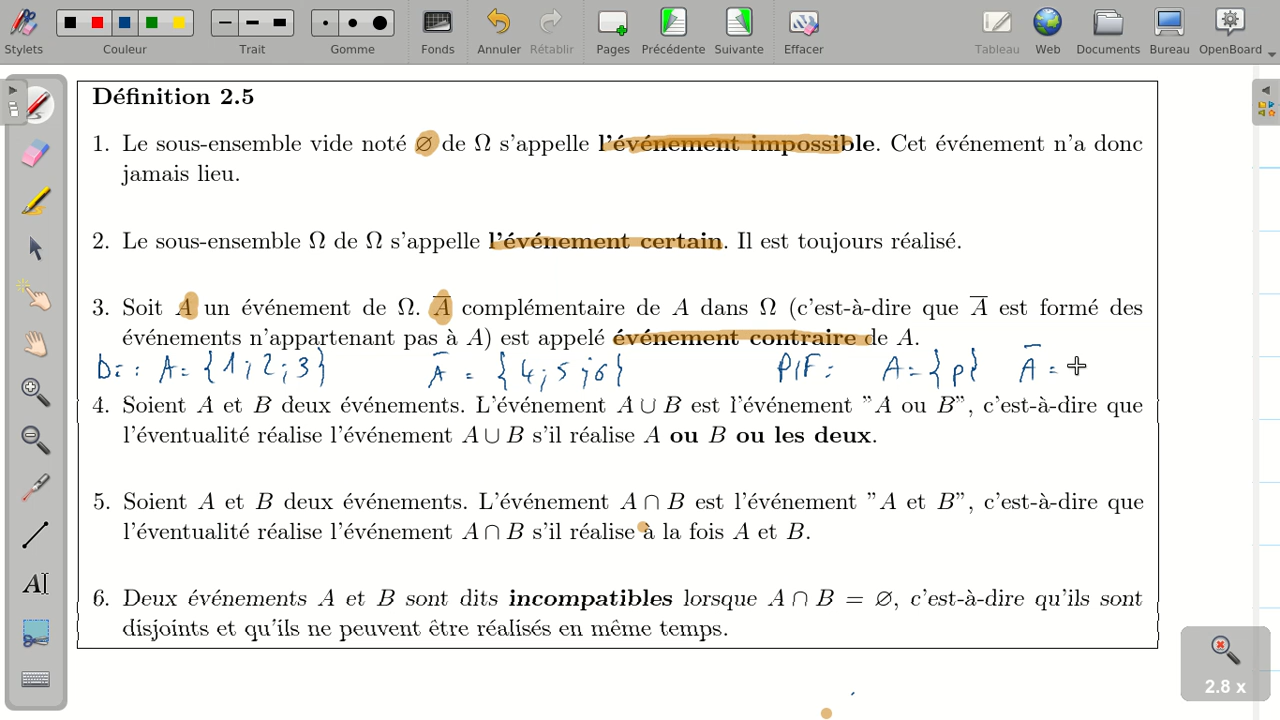 Stylets Couleur Trait Gomme Fonds Annuler Rétablir Pages Précédente Suivante Effacer Tableau Web Documents Bureau OpenBoard
Définition 2.5
1. Le sous-ensemble vide noté ∅ de Ω s'appelle l'événement impossible. Cet événement n'a donc
jamais lieu.
2. Le sous-ensemble Ω de Ω s'appelle l'événement certain. Il est toujours réalisé.
3. Soit A un événement de Ω. A̅ complémentaire de A dans Ω (c'est-à-dire que A̅ est formé des
événements n'appartenant pas à A) est appelé événement contraire de A.
Dé : A = {1 ; 2 ; 3} A̅ = {4 ; 5 ; 6} P/F : A = {P} A̅ =
4. Soient A et B deux événements. L'événement A ∪ B est l'événement "A ou B", c'est-à-dire que
l'éventualité réalise l'événement A ∪ B s'il réalise A ou B ou les deux.
5. Soient A et B deux événements. L'événement A ∩ B est l'événement "A et B", c'est-à-dire que
l'éventualité réalise l'événement A ∩ B s'il réalise à la fois A et B.
6. Deux événements A et B sont dits incompatibles lorsque A ∩ B = ∅, c'est-à-dire qu'ils sont
disjoints et qu'ils ne peuvent être réalisés en même temps.
2.8 x